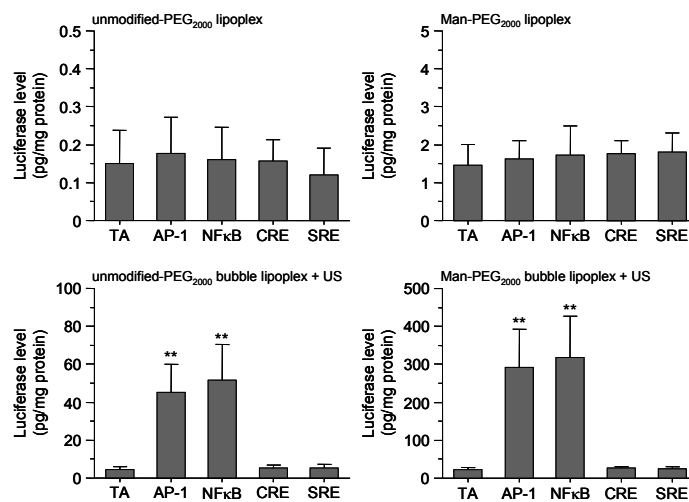 unmodified-PEG2000 lipoplex
Luciferase level
(pg/mg protein)
0.5
0.4
0.3
0.2
0.1
0
TA AP-1 NFκB CRE SRE
Man-PEG2000 lipoplex
Luciferase level
(pg/mg protein)
5
4
3
2
1
0
TA AP-1 NFκB CRE SRE
unmodified-PEG2000 bubble lipoplex + US
Luciferase level
(pg/mg protein)
100
80
60
40
20
0
**
**
TA AP-1 NFκB CRE SRE
Man-PEG2000 bubble lipoplex + US
Luciferase level
(pg/mg protein)
500
400
300
200
100
0
**
**
TA AP-1 NFκB CRE SRE